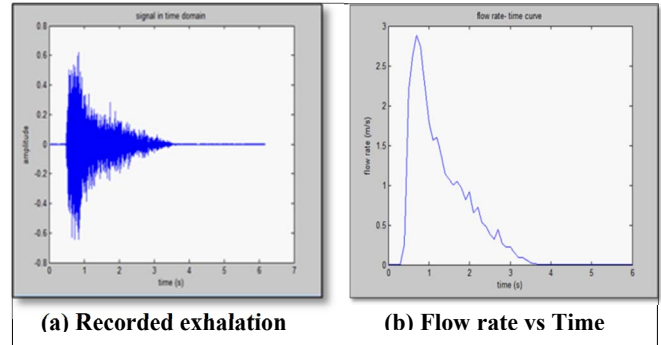 signal in time domain
0.8
0.6
0.4
0.2
0
-0.2
-0.4
-0.6
-0.8
amplitude
0 1 2 3 4 5 6 7
time (s)
(a) Recorded exhalation
flow rate- time curve
3
2.5
2
1.5
1
0.5
0
flow rate (m/s)
0 1 2 3 4 5 6
time (s)
(b) Flow rate vs Time